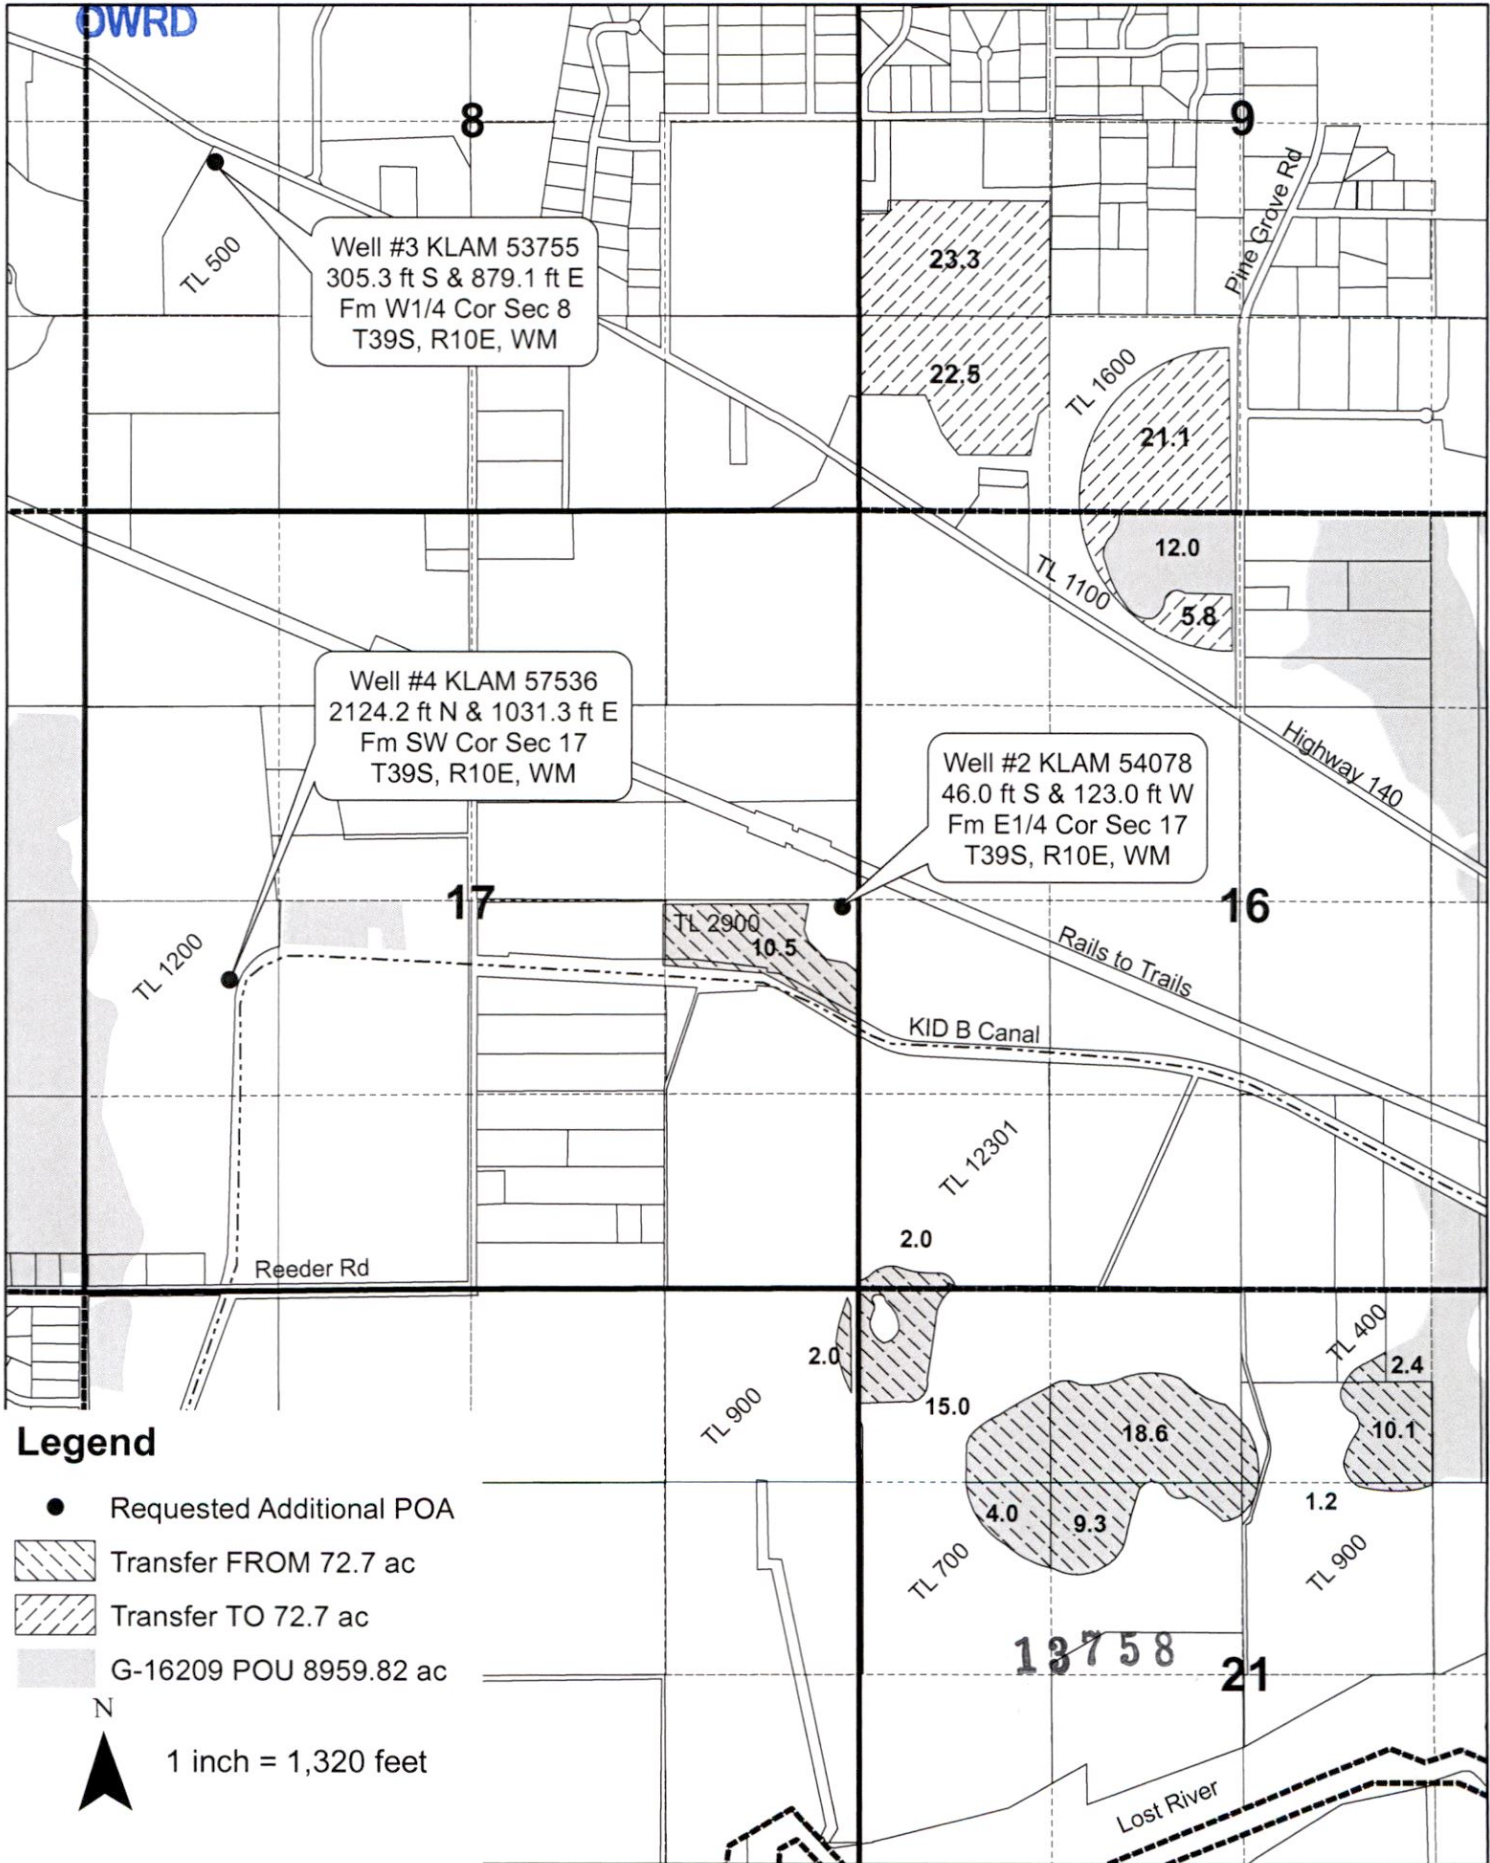 OWRD
8
9
Pine Grove Rd
Well #3 KLAM 53755
305.3 ft S & 879.1 ft E
Fm W1/4 Cor Sec 8
T39S, R10E, WM
TL 500
23.3
22.5
TL 1600
21.1
12.0
TL 1100
5.8
Well #4 KLAM 57536
2124.2 ft N & 1031.3 ft E
Fm SW Cor Sec 17
T39S, R10E, WM
Highway 140
Well #2 KLAM 54078
46.0 ft S & 123.0 ft W
Fm E1/4 Cor Sec 17
T39S, R10E, WM
17
16
TL 2900
10.5
TL 1200
Rails to Trails
KID B Canal
TL 12301
2.0
Reeder Rd
2.0
15.0
TL 900
TL 400
2.4
18.6
10.1
4.0
9.3
1.2
TL 700
TL 900
13758
21
Lost River
Legend
Requested Additional POA
Transfer FROM 72.7 ac
Transfer TO 72.7 ac
G-16209 POU 8959.82 ac
N
1 inch = 1,320 feet